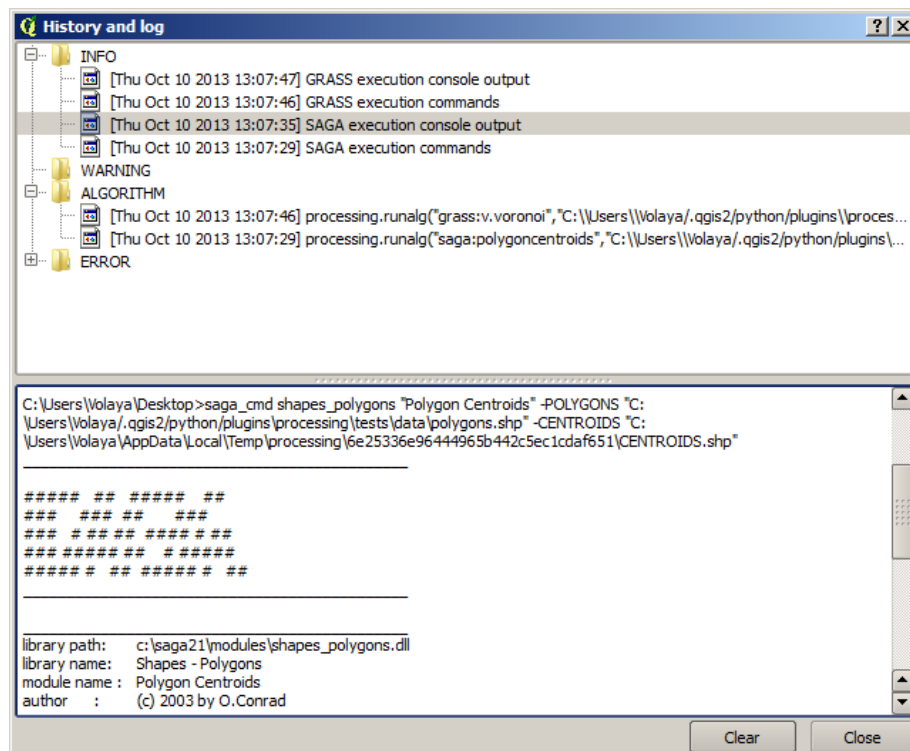 History and log
INFO
[Thu Oct 10 2013 13:07:47] GRASS execution console output
[Thu Oct 10 2013 13:07:46] GRASS execution commands
[Thu Oct 10 2013 13:07:35] SAGA execution console output
[Thu Oct 10 2013 13:07:29] SAGA execution commands
WARNING
ALGORITHM
[Thu Oct 10 2013 13:07:46] processing.runalg("grass:v.voronoi","C:\\Users\\Volaya/.qgis2/python/plugins\\proces...
[Thu Oct 10 2013 13:07:29] processing.runalg("saga:polygoncentroids","C:\\Users\\Volaya/.qgis2/python/plugins\...
ERROR
C:\Users\Volaya\Desktop>saga_cmd shapes_polygons "Polygon Centroids" -POLYGONS "C:
\Users\Volaya/.qgis2/python/plugins\processing\tests\data\polygons.shp" -CENTROIDS "C:
\Users\Volaya\AppData\Local\Temp\processing\6e25336e96444965b442c5ec1cdaf651\CENTROIDS.shp"
_____________________________________________
##### ## ##### ##
### ### ## ###
### # ## ## #### # ##
### ##### ## # #####
##### # ## ##### # ##
_____________________________________________
_____________________________________________
library path: c:\saga21\modules\shapes_polygons.dll
library name: Shapes - Polygons
module name : Polygon Centroids
author : (c) 2003 by O.Conrad
Clear Close